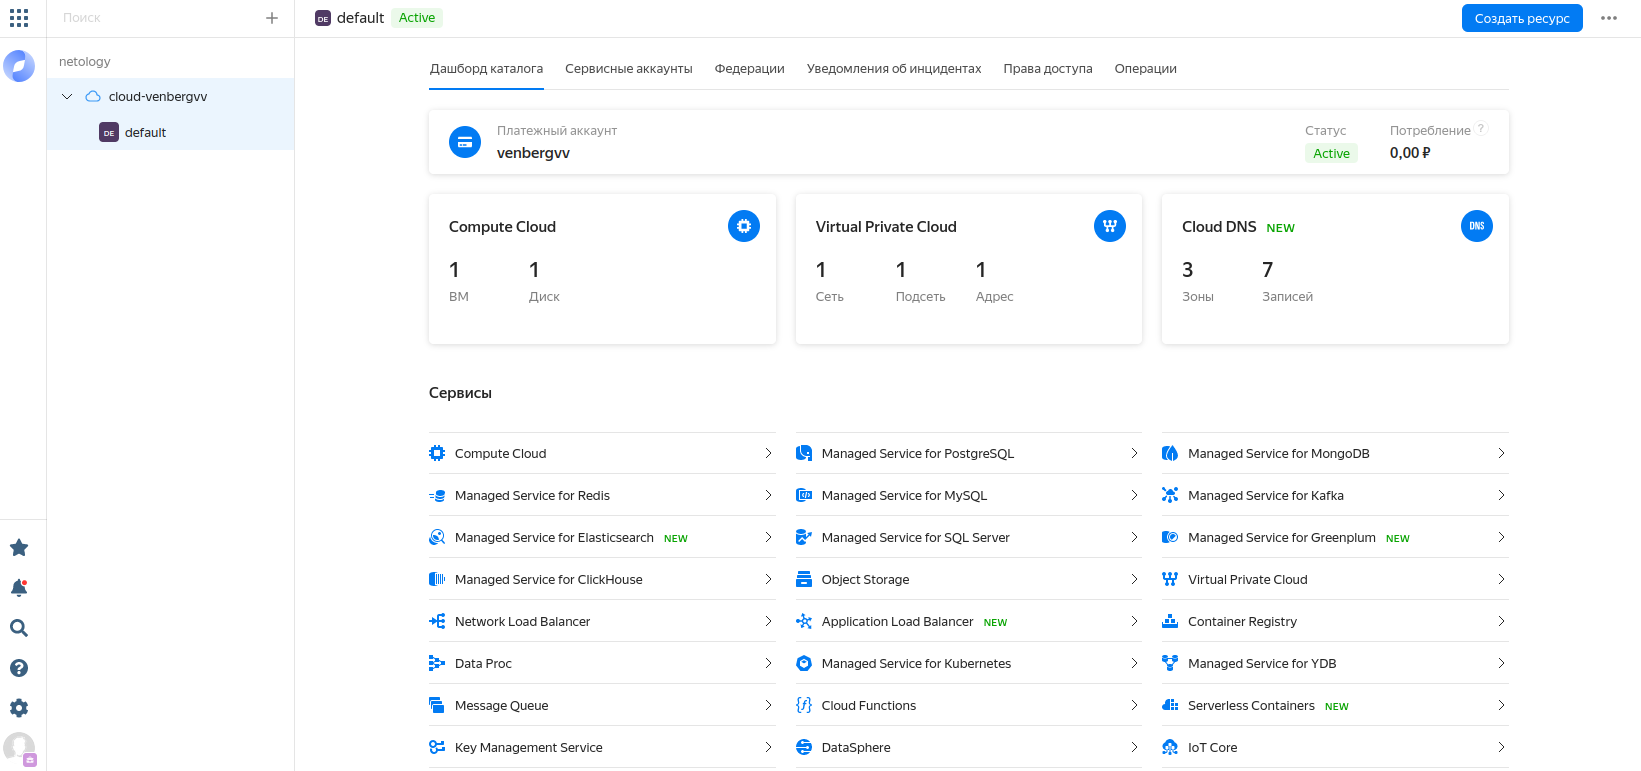 Поиск
DE default Active
Создать ресурс
netology
cloud-venbergvv
DE default
Дашборд каталога Сервисные аккаунты Федерации Уведомления об инцидентах Права доступа Операции
Платежный аккаунт
venbergvv
Статус
Active
Потребление ?
0,00 ₽
Compute Cloud
1 1
ВМ Диск
Virtual Private Cloud
1 1 1
Сеть Подсеть Адрес
Cloud DNS NEW
DNS
3 7
Зоны Записей
Сервисы
Compute Cloud Managed Service for PostgreSQL Managed Service for MongoDB
Managed Service for Redis Managed Service for MySQL Managed Service for Kafka
Managed Service for Elasticsearch NEW Managed Service for SQL Server Managed Service for Greenplum NEW
Managed Service for ClickHouse Object Storage Virtual Private Cloud
Network Load Balancer Application Load Balancer NEW Container Registry
Data Proc Managed Service for Kubernetes Managed Service for YDB
Message Queue Cloud Functions Serverless Containers NEW
Key Management Service DataSphere IoT Core